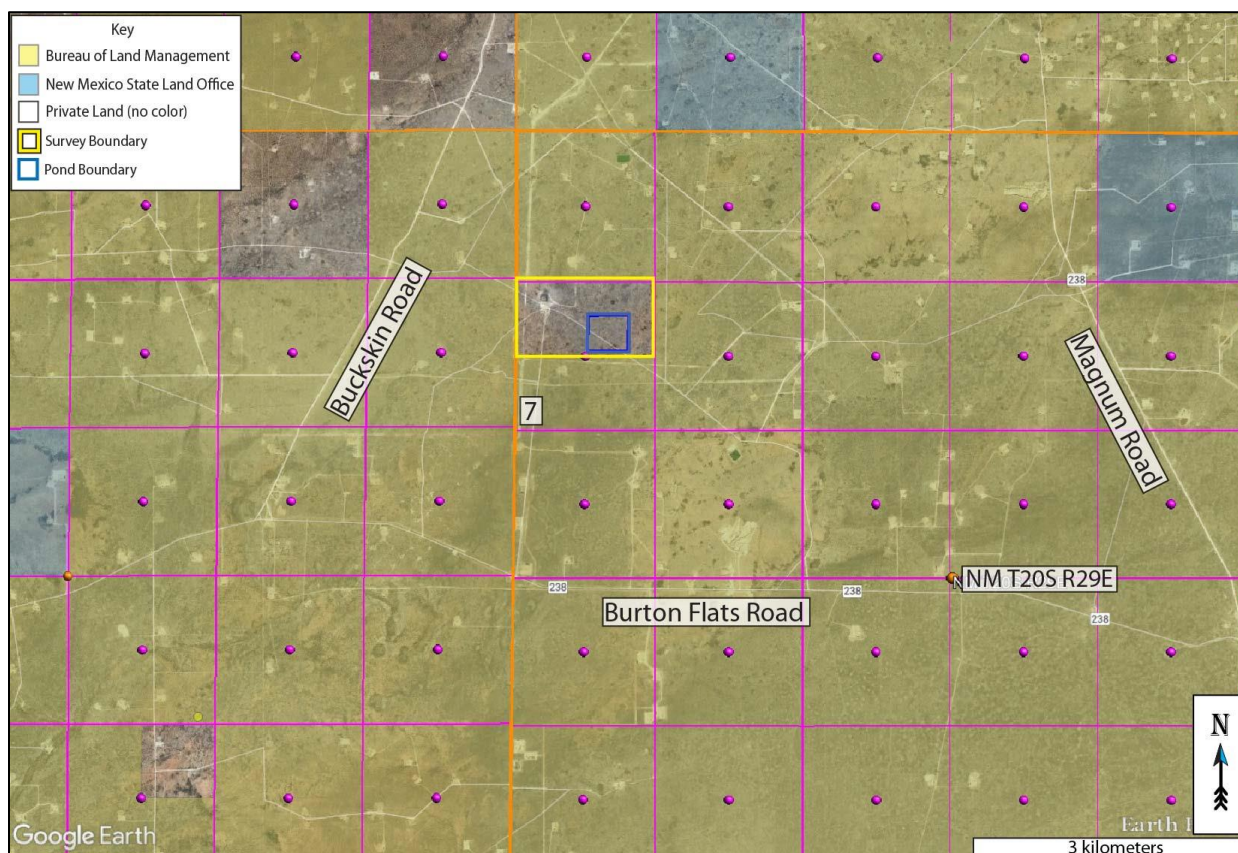 Key
Bureau of Land Management
New Mexico State Land Office
Private Land (no color)
Survey Boundary
Pond Boundary
238
Buckskin Road
Magnum Road
7
NM T20S R29E
238
238
Burton Flats Road
238
N
Google Earth
Earth
3 kilometers